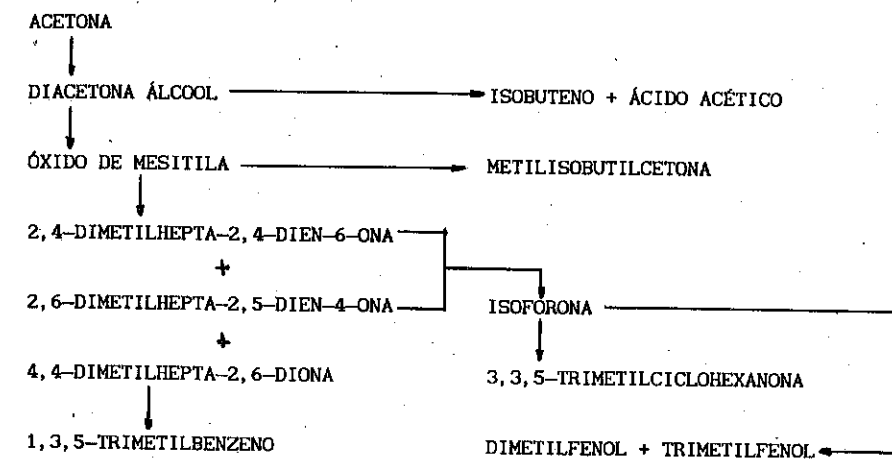 ACETONA
DIACETONA ÁLCOOL
ISOBUTENO + ÁCIDO ACÉTICO
ÓXIDO DE MESITILA
METILISOBUTILCETONA
2,4-DIMETILHEPTA-2,4-DIEN-6-ONA
+
2,6-DIMETILHEPTA-2,5-DIEN-4-ONA
ISOFORONA
+
4,4-DIMETILHEPTA-2,6-DIONA
3,3,5-TRIMETILCICLOHEXANONA
1,3,5-TRIMETILBENZENO
DIMETILFENOL + TRIMETILFENOL